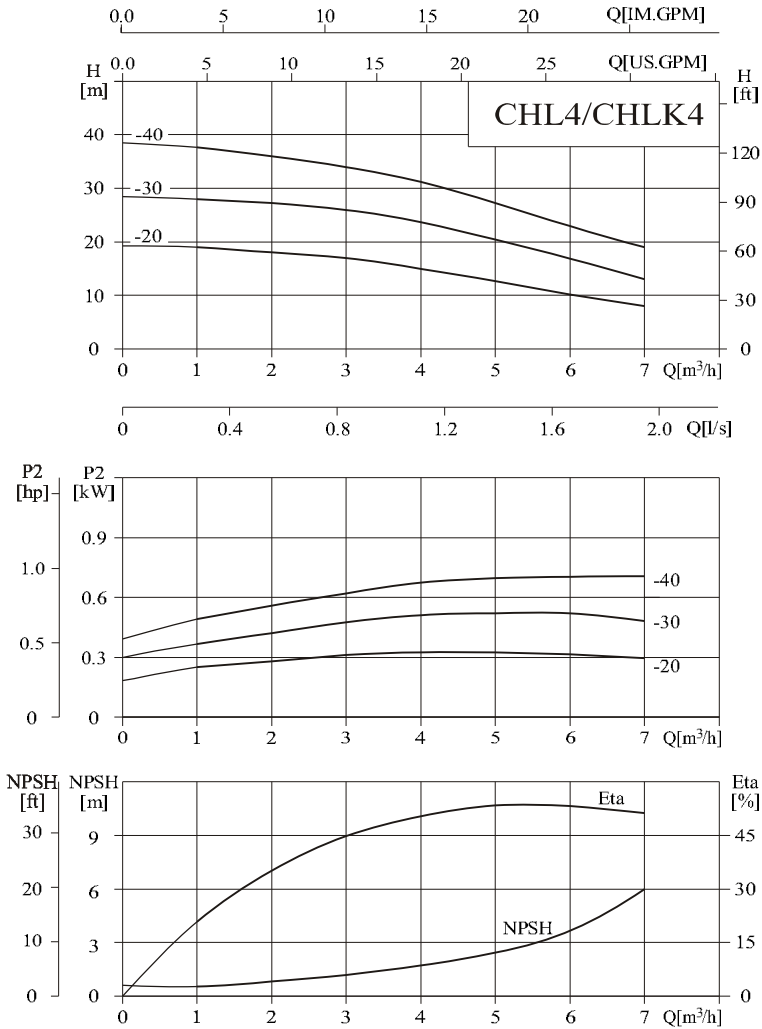 0.0 5 10 15 20 Q[IM.GPM]
0.0 5 10 15 20 25 Q[US.GPM]
H
[m]
H
[ft]
CHL4/CHLK4
40 -40
120
30 -30
90
20 -20
60
10
30
0 0
0 1 2 3 4 5 6 7 Q[m³/h]
0 0.4 0.8 1.2 1.6 2.0 Q[l/s]
P2
[hp]
P2
[kW]
0.9
1.0
-40
0.6
-30
0.5
0.3
-20
0 0
0 1 2 3 4 5 6 7 Q[m³/h]
NPSH
[ft]
NPSH
[m]
Eta
[%]
Eta
30 9 45
20 6 30
NPSH
10 3 15
0 0 0
0 1 2 3 4 5 6 7 Q[m³/h]